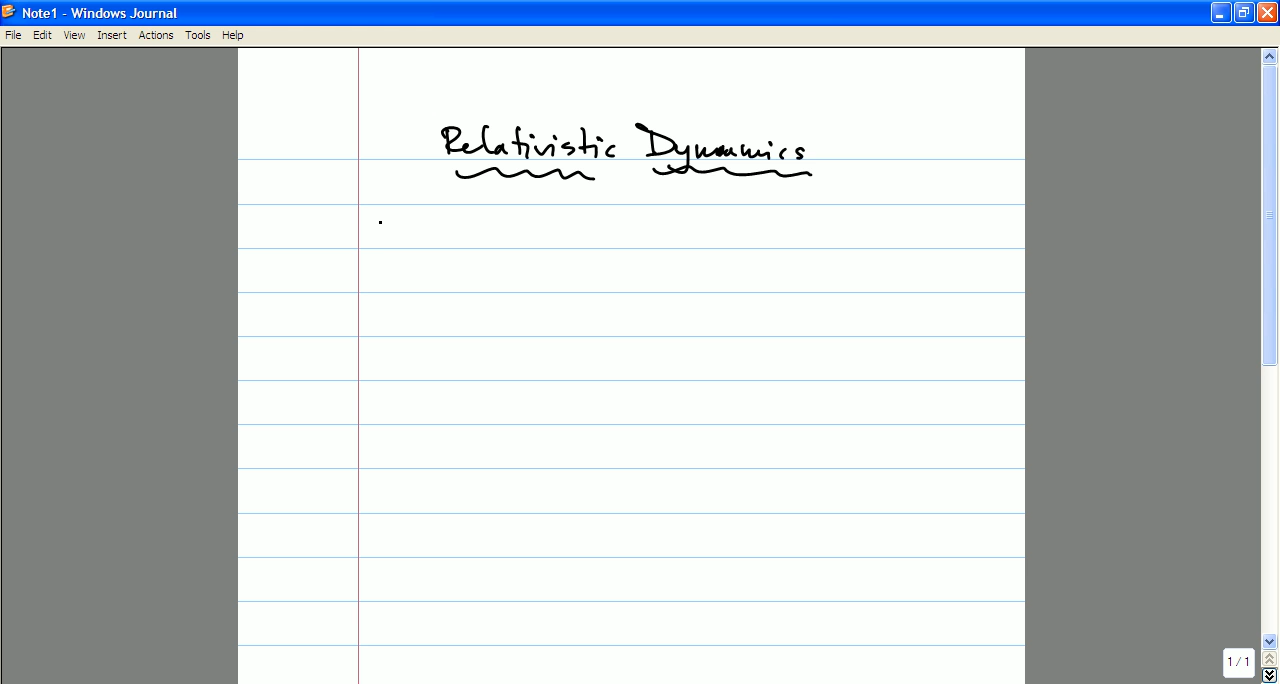 Note1 - Windows Journal
File Edit View Insert Actions Tools Help
Relativistic Dynamics
1 / 1